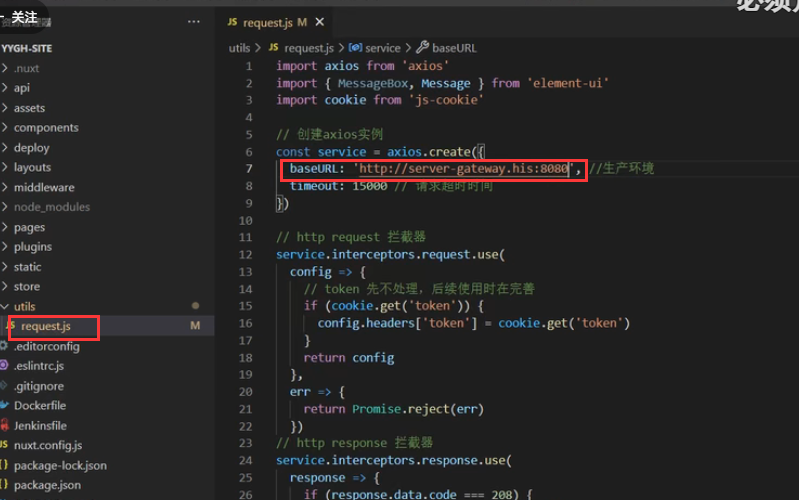 关注
必须
YYGH-SITE
.nuxt
api
assets
components
deploy
layouts
middleware
node_modules
pages
plugins
static
store
utils
JS request.js M
.editorconfig
.eslintrc.js
.gitignore
Dockerfile
Jenkinsfile
JS nuxt.config.js
{} package-lock.json
{} package.json
JS request.js M ×
utils > JS request.js > service > baseURL
1 import axios from 'axios'
2 import { MessageBox, Message } from 'element-ui'
3 import cookie from 'js-cookie'
4
5 // 创建axios实例
6 const service = axios.create({
7 baseURL: 'http://server-gateway.his:8080', //生产环境
8 timeout: 15000 // 请求超时时间
9 })
10
11 // http request 拦截器
12 service.interceptors.request.use(
13 config => {
14 // token 先不处理，后续使用时在完善
15 if (cookie.get('token')) {
16 config.headers['token'] = cookie.get('token')
17 }
18 return config
19 },
20 err => {
21 return Promise.reject(err)
22 })
23 // http response 拦截器
24 service.interceptors.response.use(
25 response => {
26 if (response.data.code === 208) {